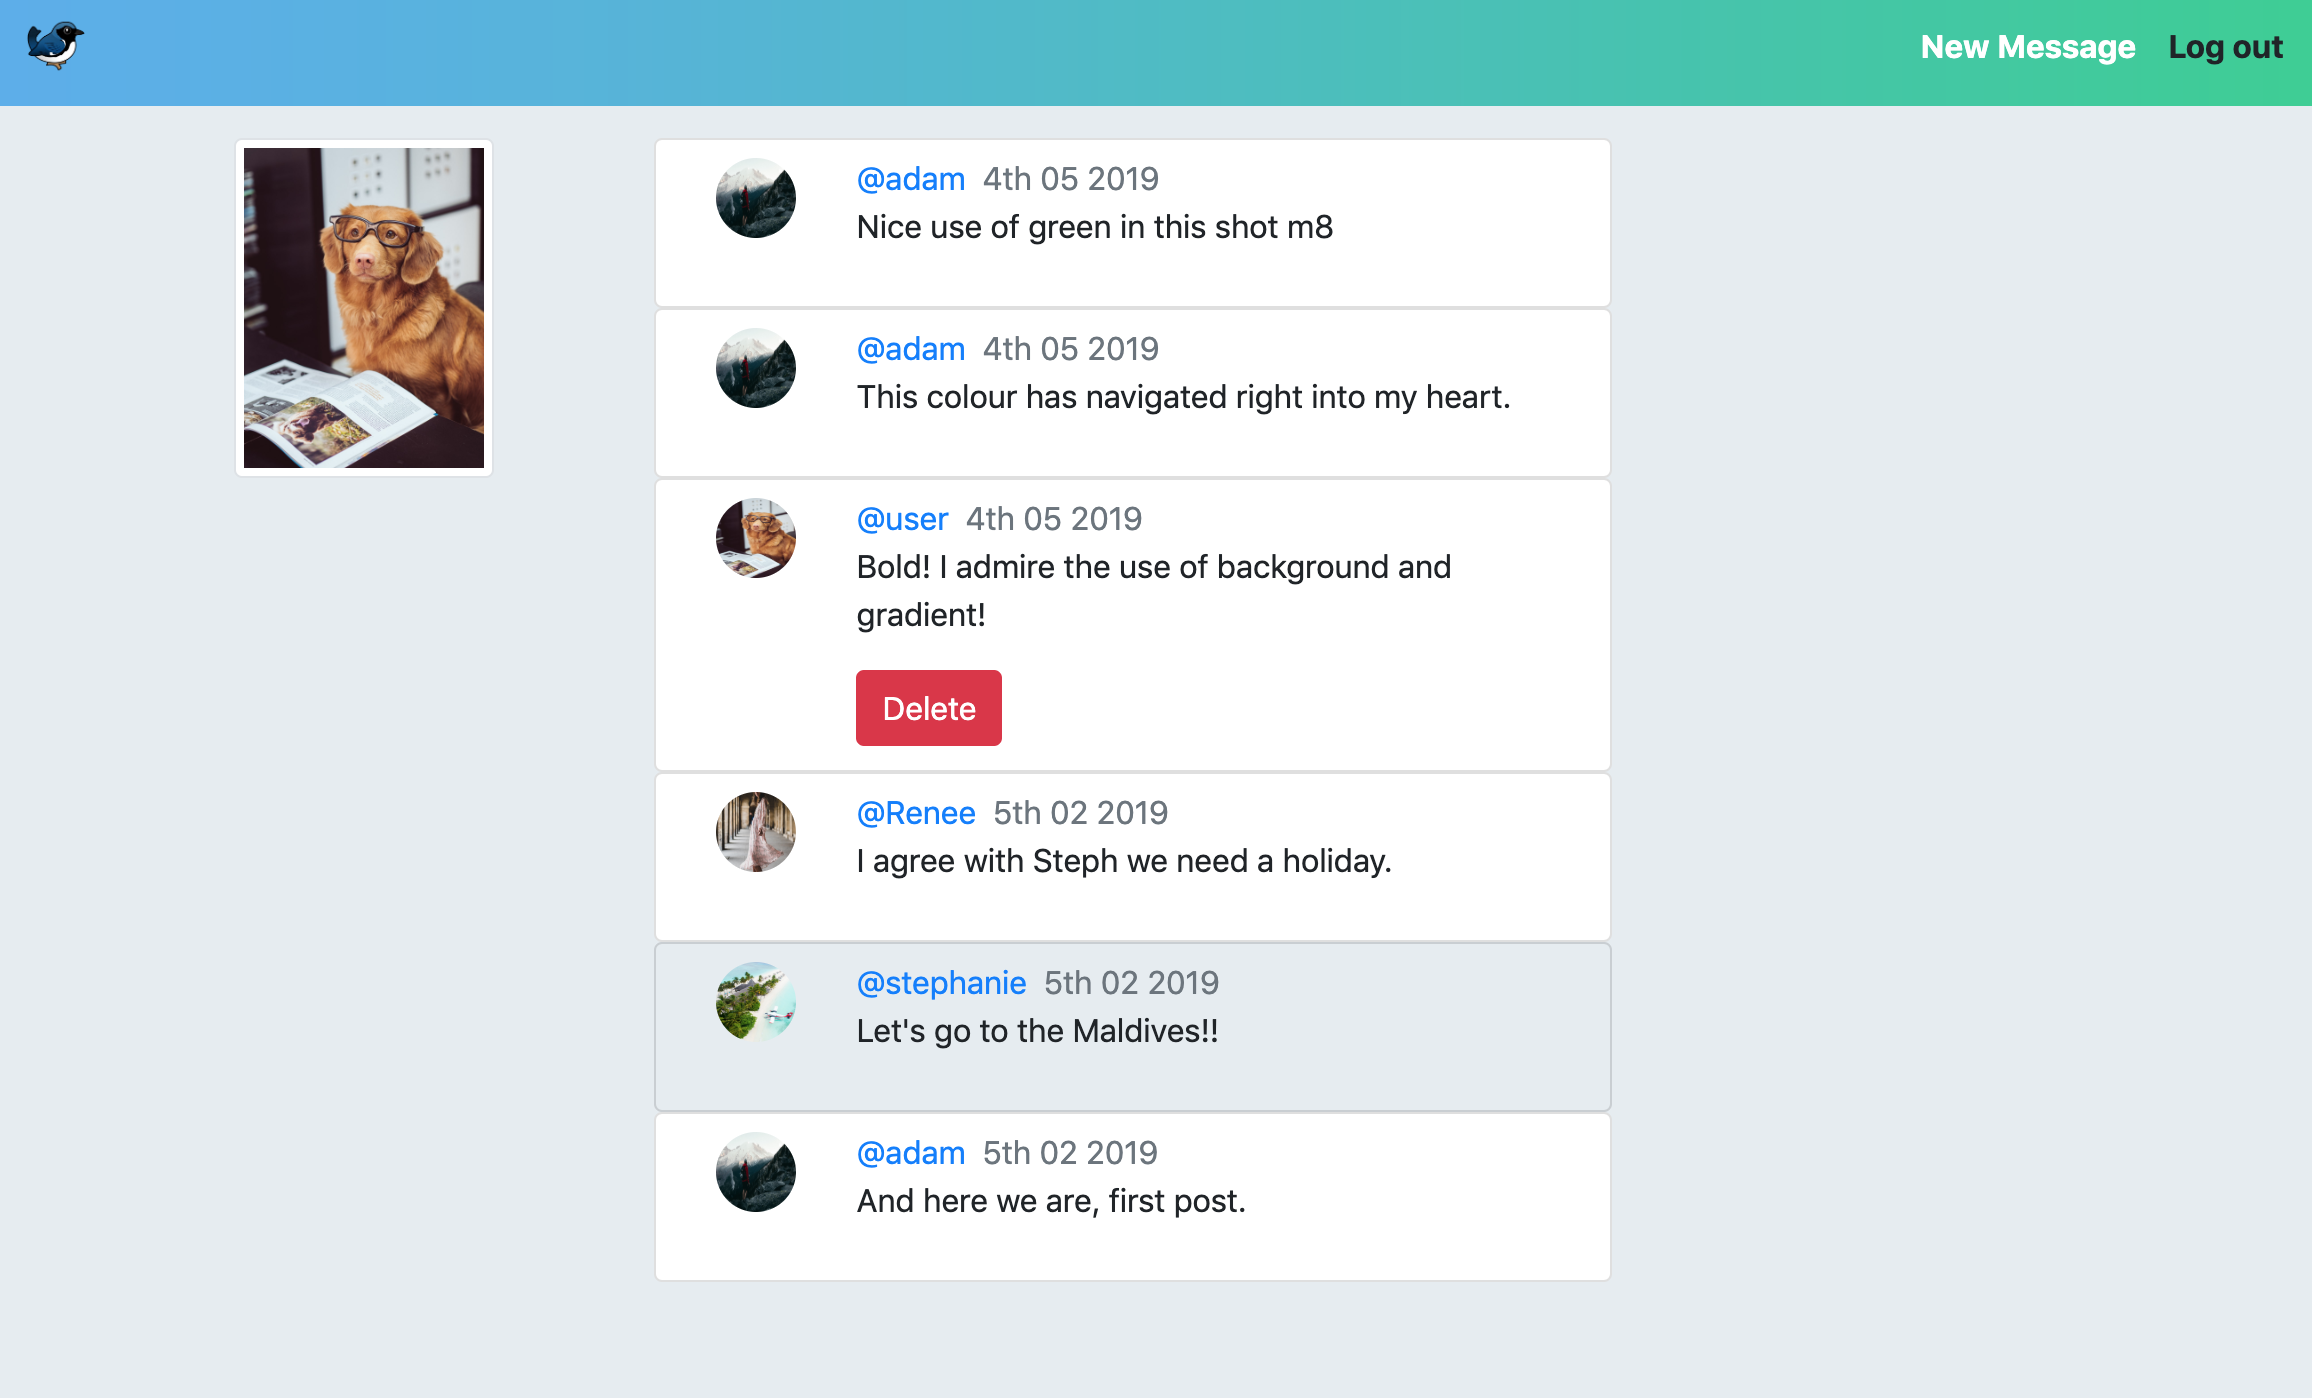 New Message Log out
@adam 4th 05 2019
Nice use of green in this shot m8
@adam 4th 05 2019
This colour has navigated right into my heart.
@user 4th 05 2019
Bold! I admire the use of background and
gradient!
Delete
@Renee 5th 02 2019
I agree with Steph we need a holiday.
@stephanie 5th 02 2019
Let's go to the Maldives!!
@adam 5th 02 2019
And here we are, first post.